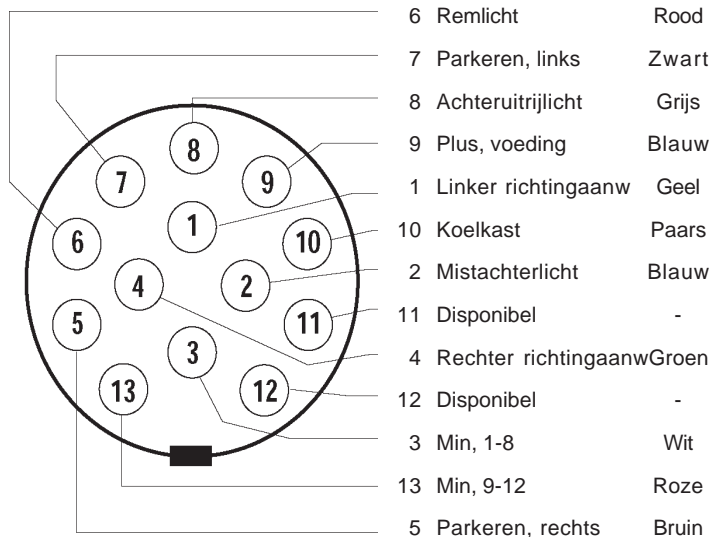 6 Remlicht Rood
7 Parkeren, links Zwart
8 Achteruitrijlicht Grijs
9 Plus, voeding Blauw
1 Linker richtingaanw Geel
10 Koelkast Paars
2 Mistachterlicht Blauw
11 Disponibel -
4 Rechter richtingaanwGroen
12 Disponibel -
3 Min, 1-8 Wit
13 Min, 9-12 Roze
5 Parkeren, rechts Bruin
8
7
9
1
6
10
4
2
5
11
3
13
12